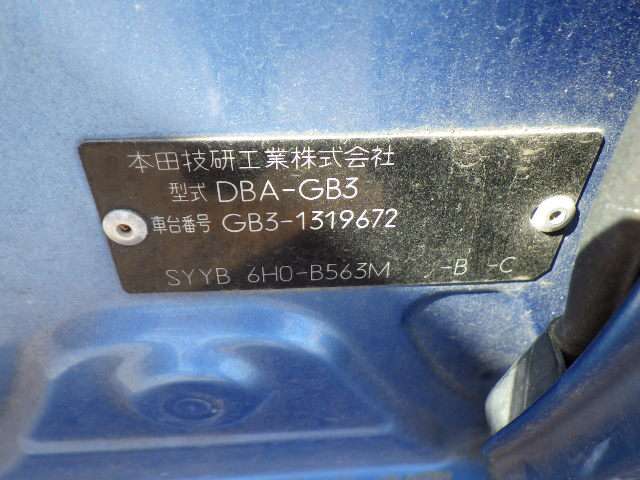 本田技研工業株式会社
型式 DBA-GB3
車台番号 GB3-1319672
SYYB 6H0-B563M -B -C